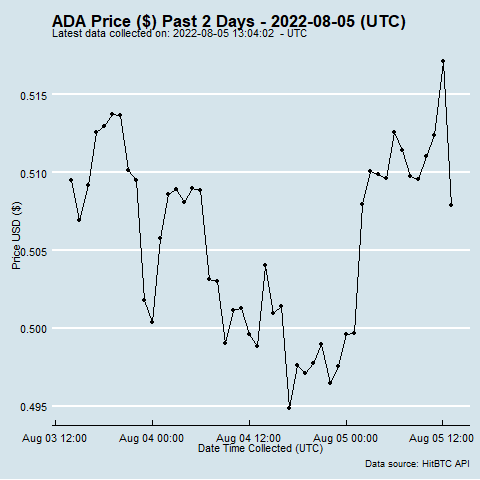 ADA Price ($) Past 2 Days - 2022-08-05 (UTC)
Latest data collected on: 2022-08-05 13:04:02 - UTC
0.515
0.510
0.505
0.500
0.495
Price USD ($)
Aug 03 12:00 Aug 04 00:00 Aug 04 12:00 Aug 05 00:00 Aug 05 12:00
Date Time Collected (UTC)
Data source: HitBTC API